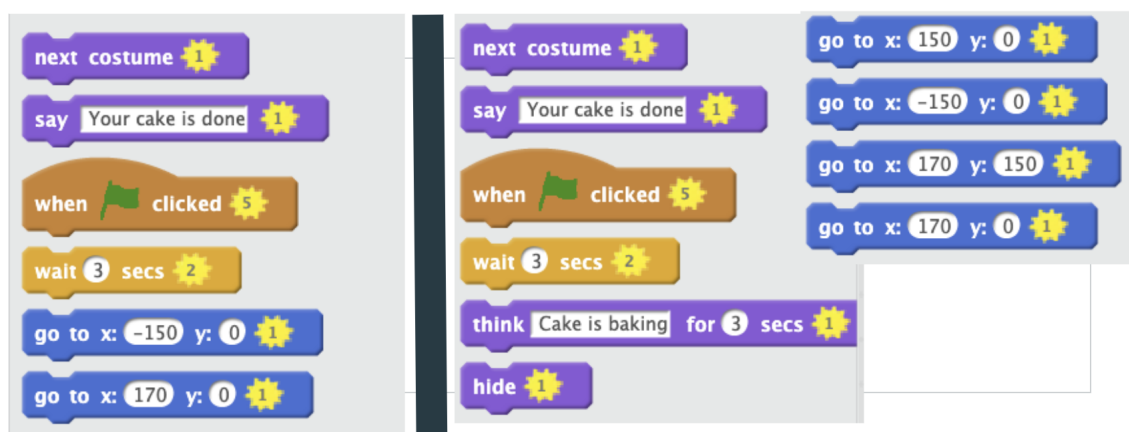 next costume 1
say Your cake is done 1
when clicked 5
wait 3 secs 2
go to x: -150 y: 0 1
go to x: 170 y: 0 1
next costume 1
say Your cake is done 1
when clicked 5
wait 3 secs 2
think Cake is baking for 3 secs 1
hide 1
go to x: 150 y: 0 1
go to x: -150 y: 0 1
go to x: 170 y: 150 1
go to x: 170 y: 0 1